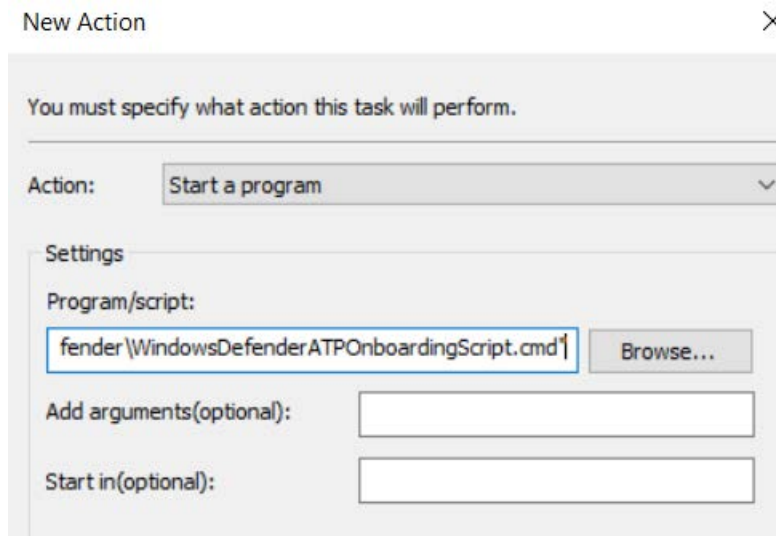 New Action
You must specify what action this task will perform.
Action: Start a program
Settings
Program/script:
fender\WindowsDefenderATPOnboardingScript.cmd" Browse...
Add arguments(optional):
Start in(optional):